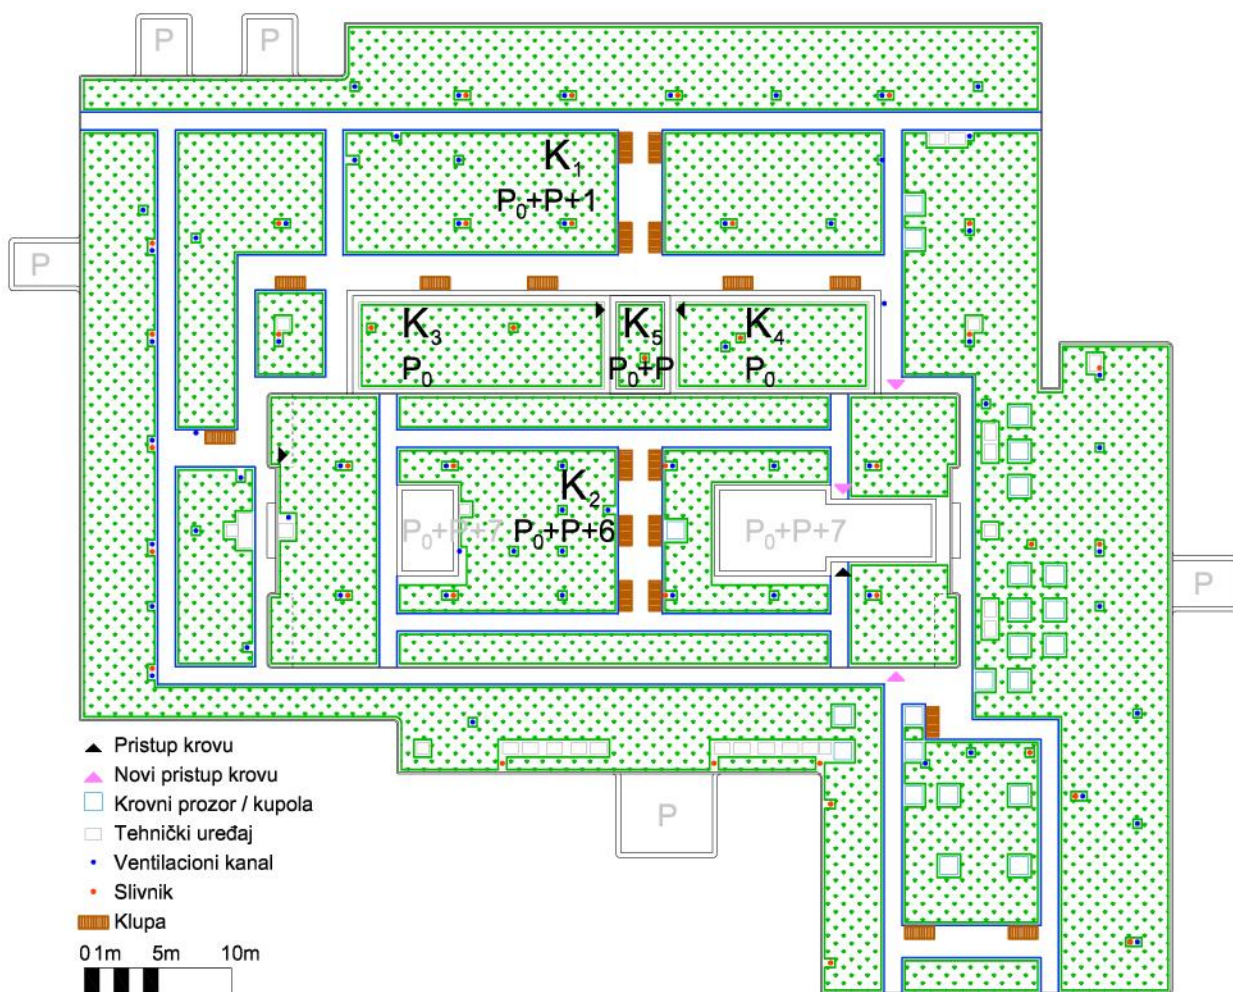 P P
K1
P0+P+1
P
K3 K5 K4
P0 P0+P P0
K2
P0+P+7 P0+P+6 P0+P+7
P
Pristup krovu
Novi pristup krovu
Krovni prozor / kupola
Tehnički uređaj
Ventilacioni kanal
Slivnik
Klupa
P
0 1m 5m 10m